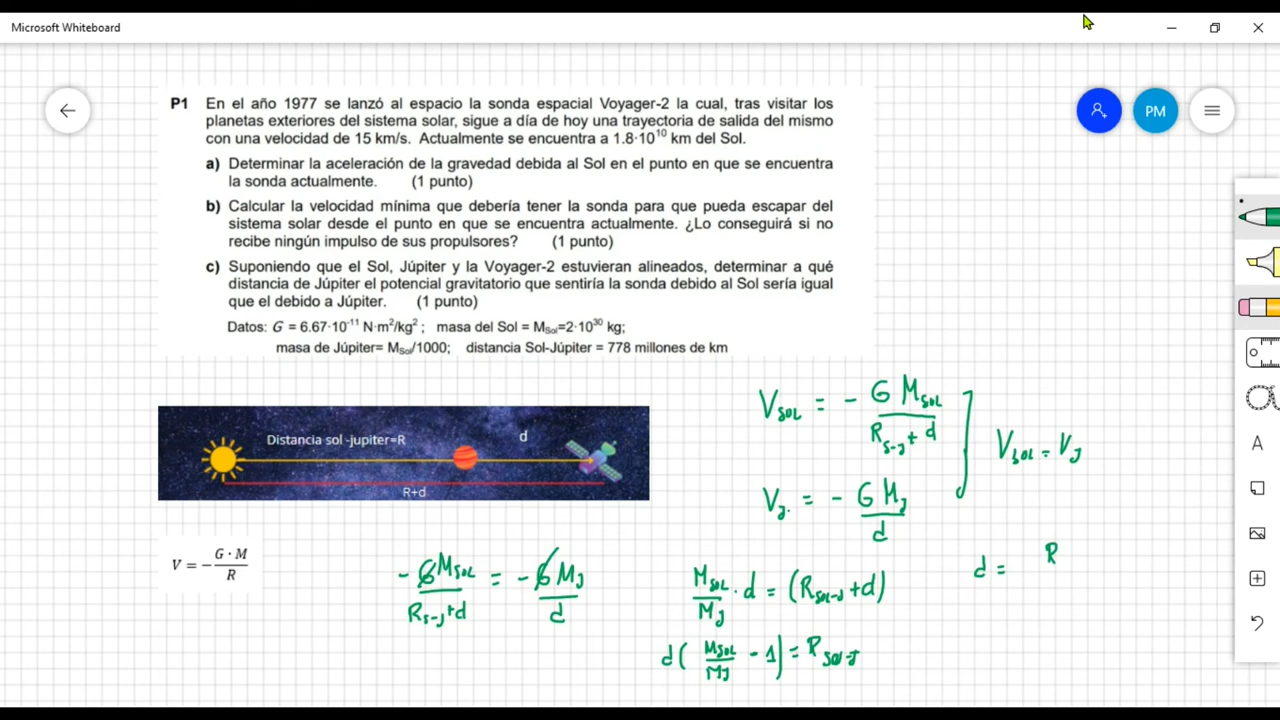 Microsoft Whiteboard
PM
P1 En el año 1977 se lanzó al espacio la sonda espacial Voyager-2 la cual, tras visitar los
planetas exteriores del sistema solar, sigue a día de hoy una trayectoria de salida del mismo
con una velocidad de 15 km/s. Actualmente se encuentra a 1.8·10¹⁰ km del Sol.
a) Determinar la aceleración de la gravedad debida al Sol en el punto en que se encuentra
la sonda actualmente. (1 punto)
b) Calcular la velocidad mínima que debería tener la sonda para que pueda escapar del
sistema solar desde el punto en que se encuentra actualmente. ¿Lo conseguirá si no
recibe ningún impulso de sus propulsores? (1 punto)
c) Suponiendo que el Sol, Júpiter y la Voyager-2 estuvieran alineados, determinar a qué
distancia de Júpiter el potencial gravitatorio que sentiría la sonda debido al Sol sería igual
que el debido a Júpiter. (1 punto)
Datos: G = 6.67·10⁻¹¹ N·m²/kg² ; masa del Sol = M_Sol=2·10³⁰ kg;
masa de Júpiter= M_Sol/1000; distancia Sol-Júpiter = 778 millones de km
Distancia sol -jupiter=R
d
R+d
V = −G·M/R
V_SOL = - G M_SOL / (R_S-J + d)
V_J. = - G M_J / d
V_SOL = V_J
-G M_SOL / (R_S-J + d) = - G M_J / d
M_SOL/M_J · d = (R_SOL-J + d)
d ( M_SOL/M_J - 1 ) = R_SOL-J
d = R
A